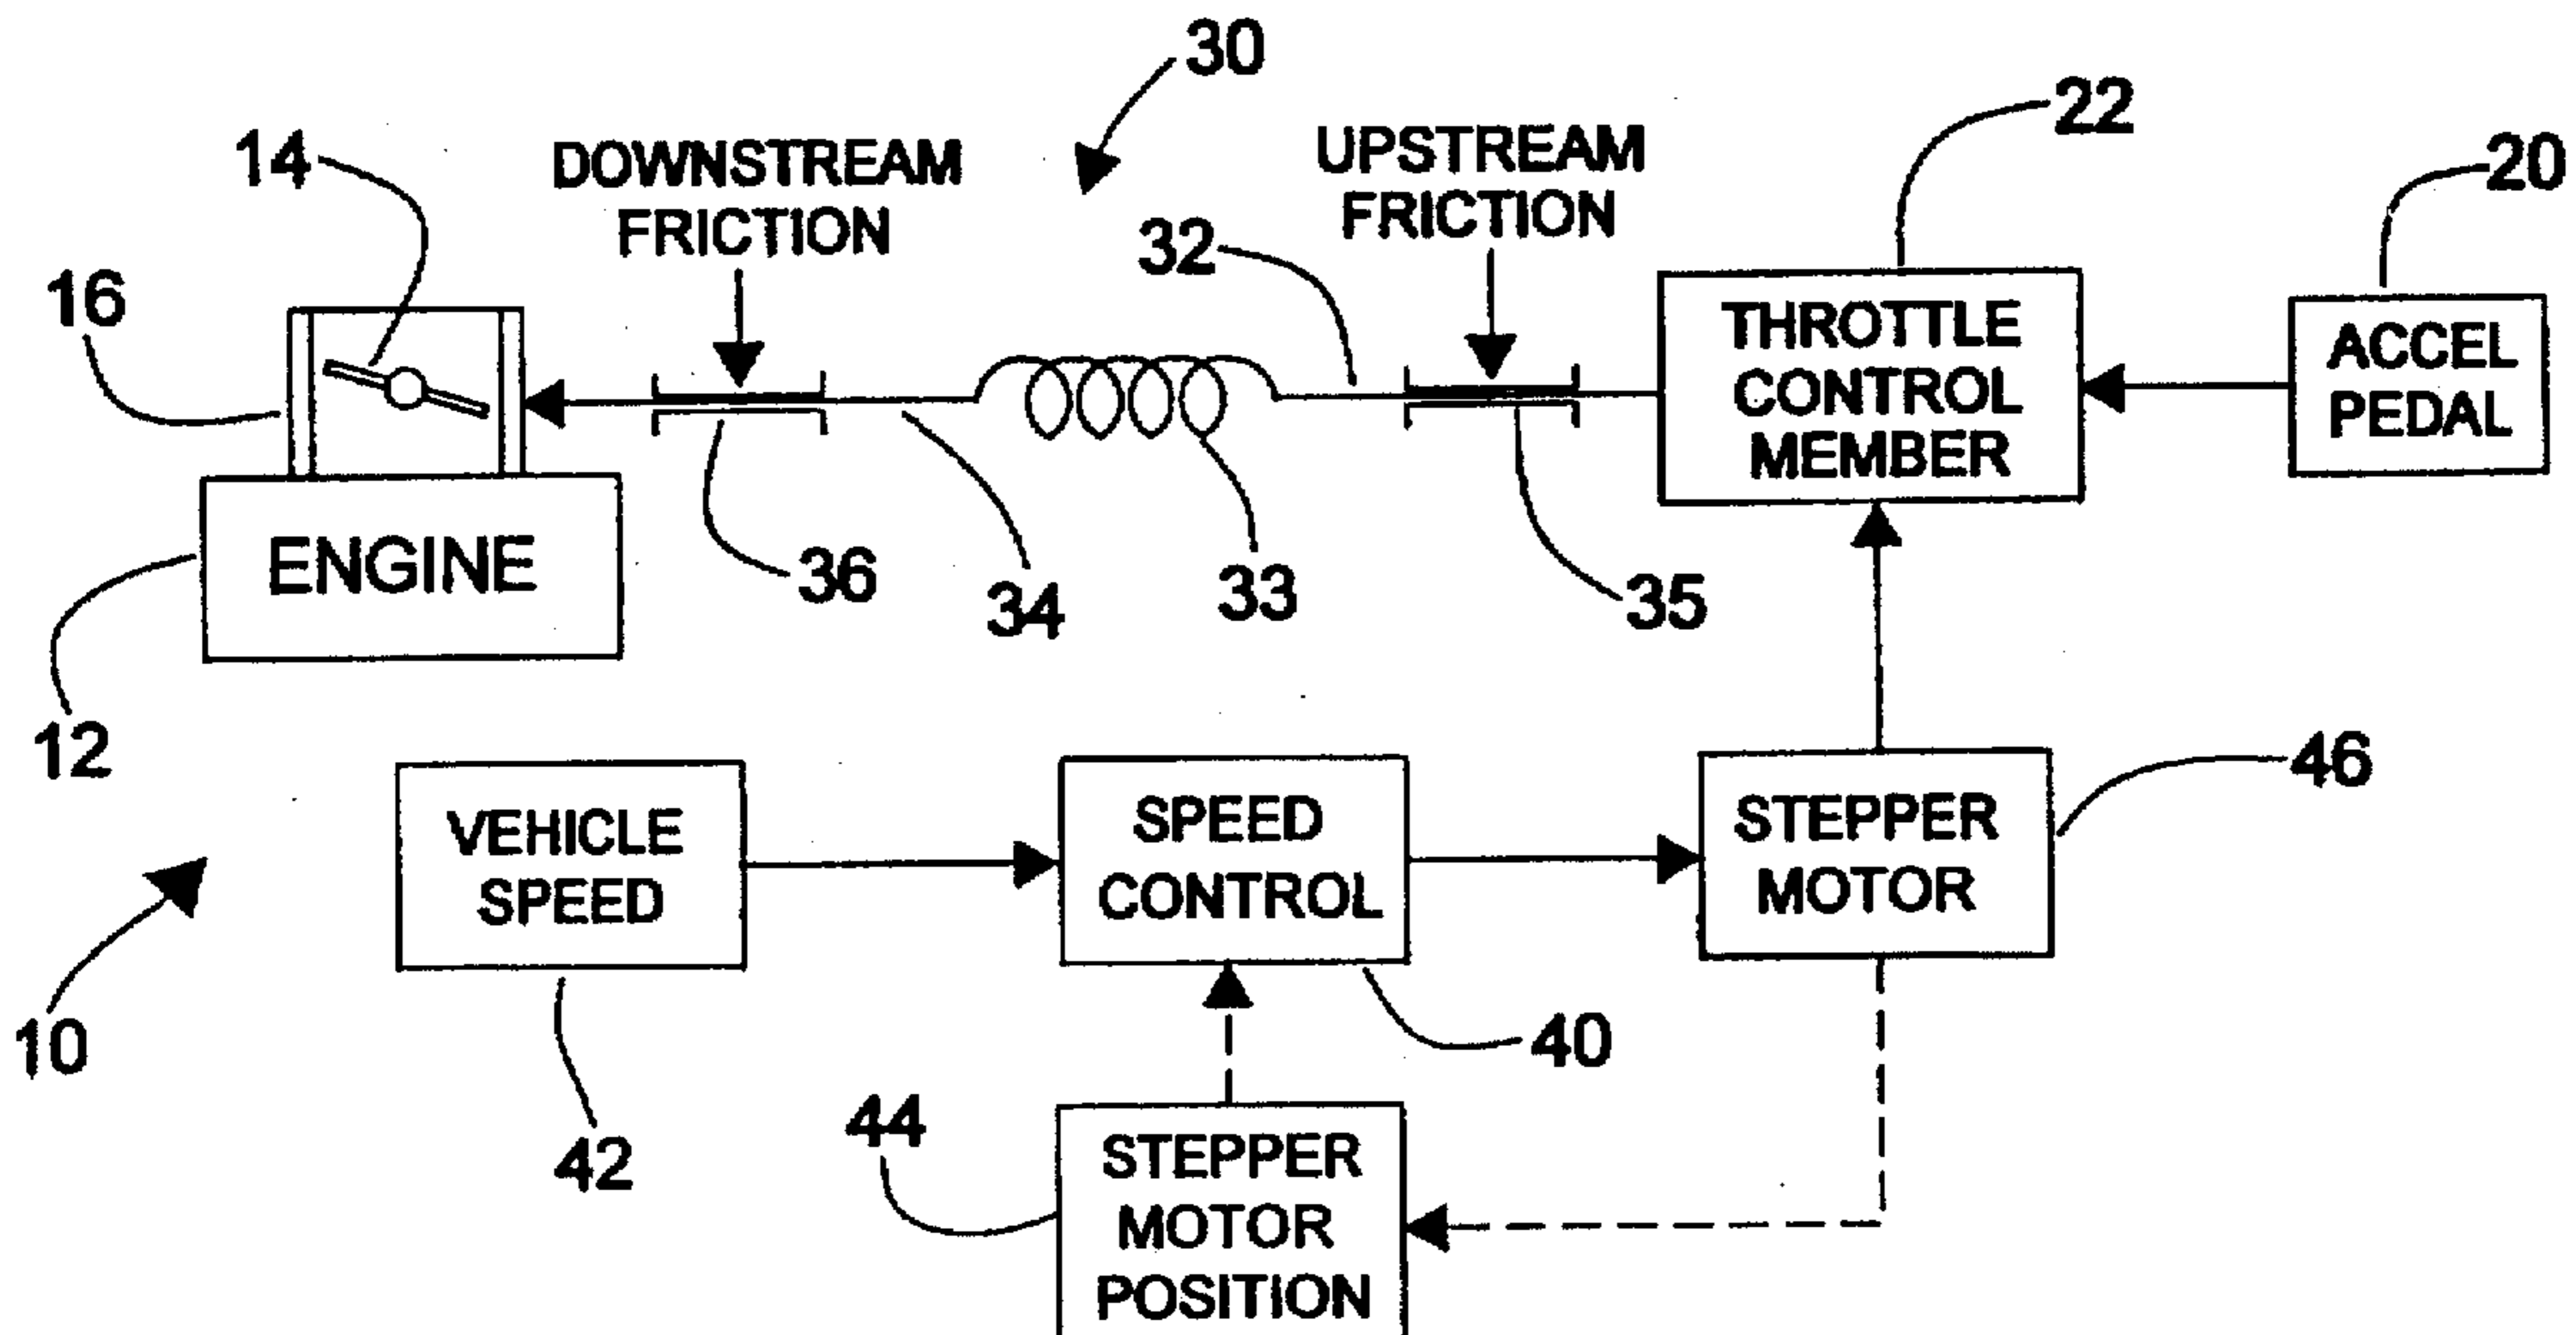 30
22
14
DOWNSTREAM
FRICTION
UPSTREAM
FRICTION
20
32
16
THROTTLE
CONTROL
MEMBER
ACCEL
PEDAL
ENGINE
36
34
33
35
12
VEHICLE
SPEED
SPEED
CONTROL
STEPPER
MOTOR
46
10
42
40
44
STEPPER
MOTOR
POSITION